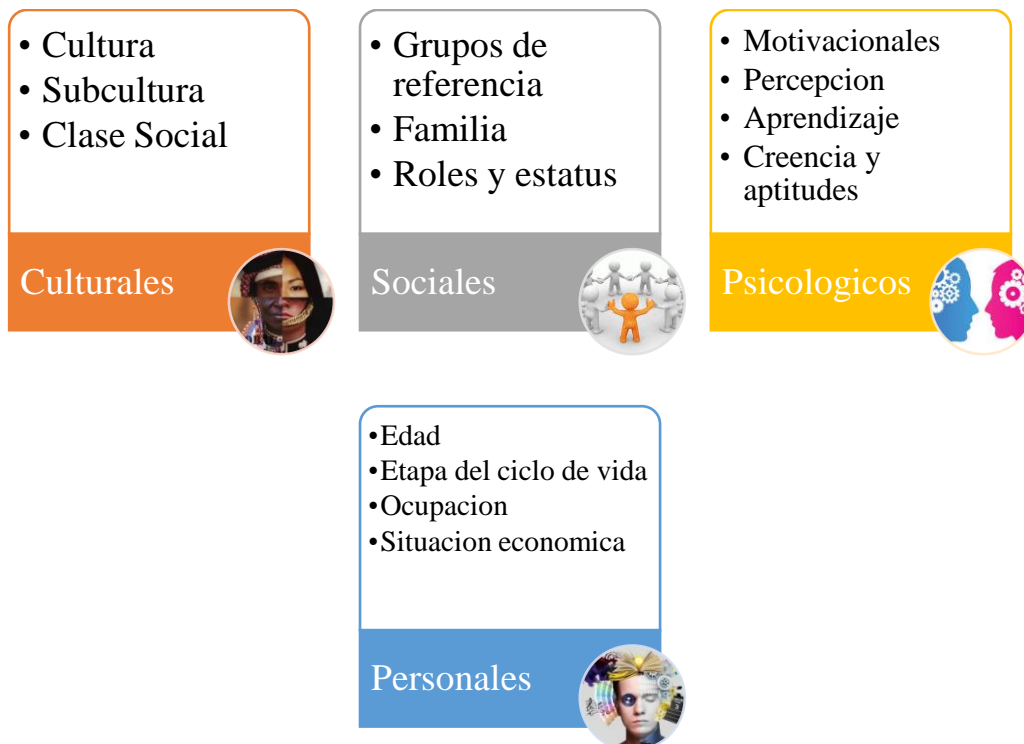 • Cultura
• Subcultura
• Clase Social
Culturales
• Grupos de
referencia
• Familia
• Roles y estatus
Sociales
• Motivacionales
• Percepcion
• Aprendizaje
• Creencia y
aptitudes
Psicologicos
•Edad
•Etapa del ciclo de vida
•Ocupacion
•Situacion economica
Personales